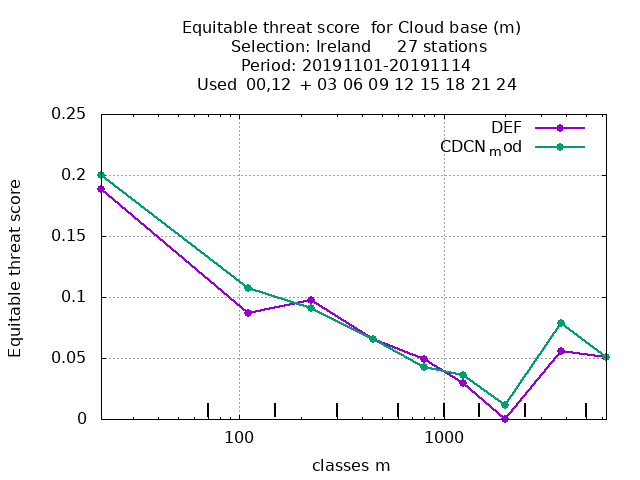 Equitable threat score  for Cloud base (m)
Selection: Ireland     27 stations
Period: 20191101-20191114
Used  00,12  + 03 06 09 12 15 18 21 24
DEF
CDCNmod
0.25
0.2
0.15
0.1
0.05
0
Equitable threat score
100
1000
classes m